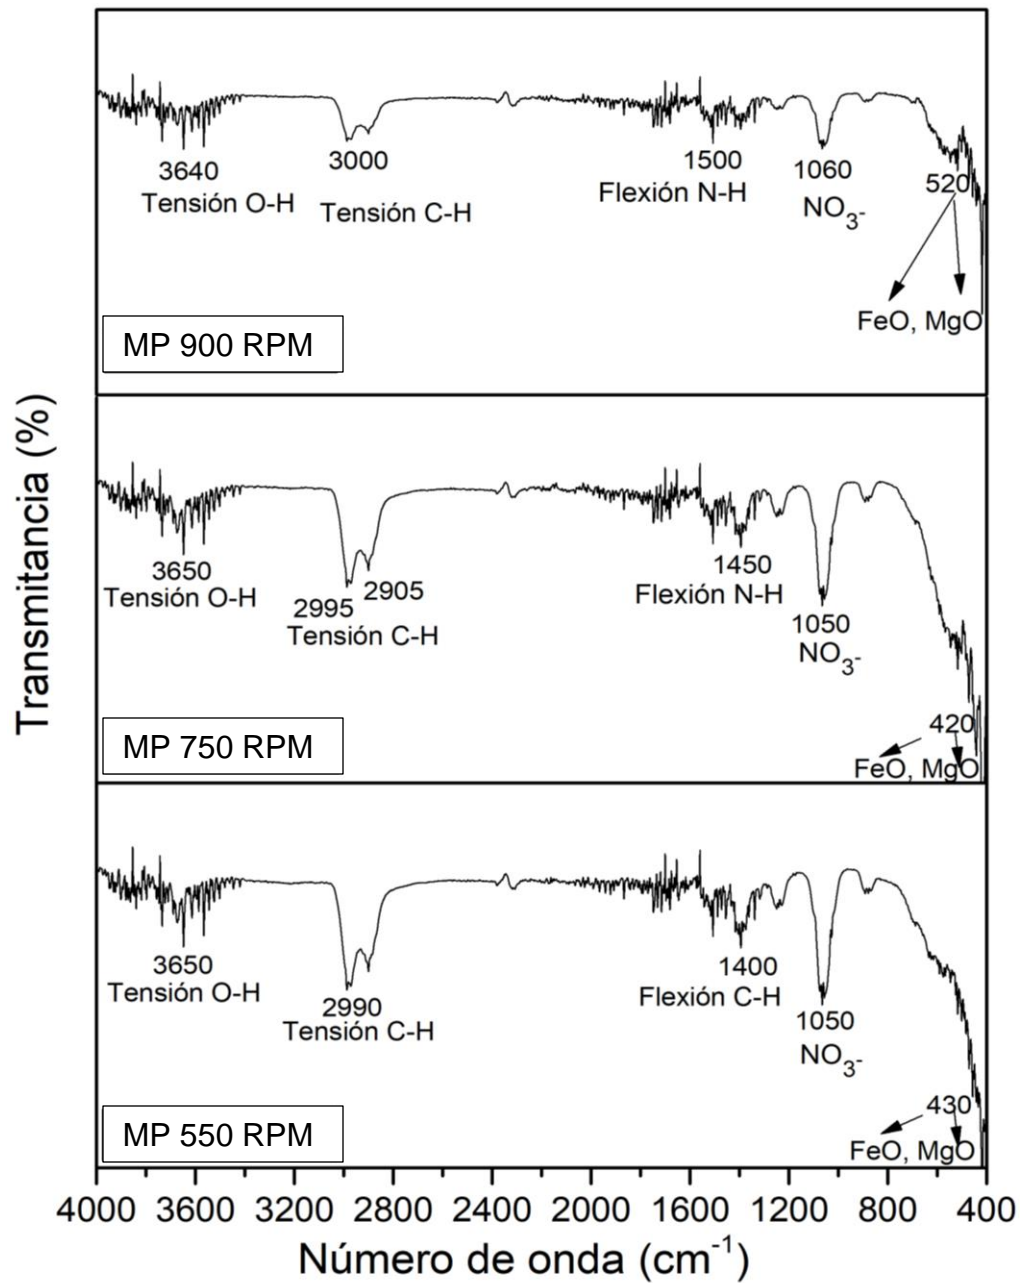 3640
Tensión O-H
3000
Tensión C-H
1500
Flexión N-H
1060
NO3-
520
FeO, MgO
MP 900 RPM
3650
Tensión O-H
2995
2905
Tensión C-H
1450
Flexión N-H
1050
NO3-
420
FeO, MgO
MP 750 RPM
3650
Tensión O-H
2990
Tensión C-H
1400
Flexión C-H
1050
NO3-
430
FeO, MgO
MP 550 RPM
Transmitancia (%)
4000 3600 3200 2800 2400 2000 1600 1200 800 400
Número de onda (cm-1)